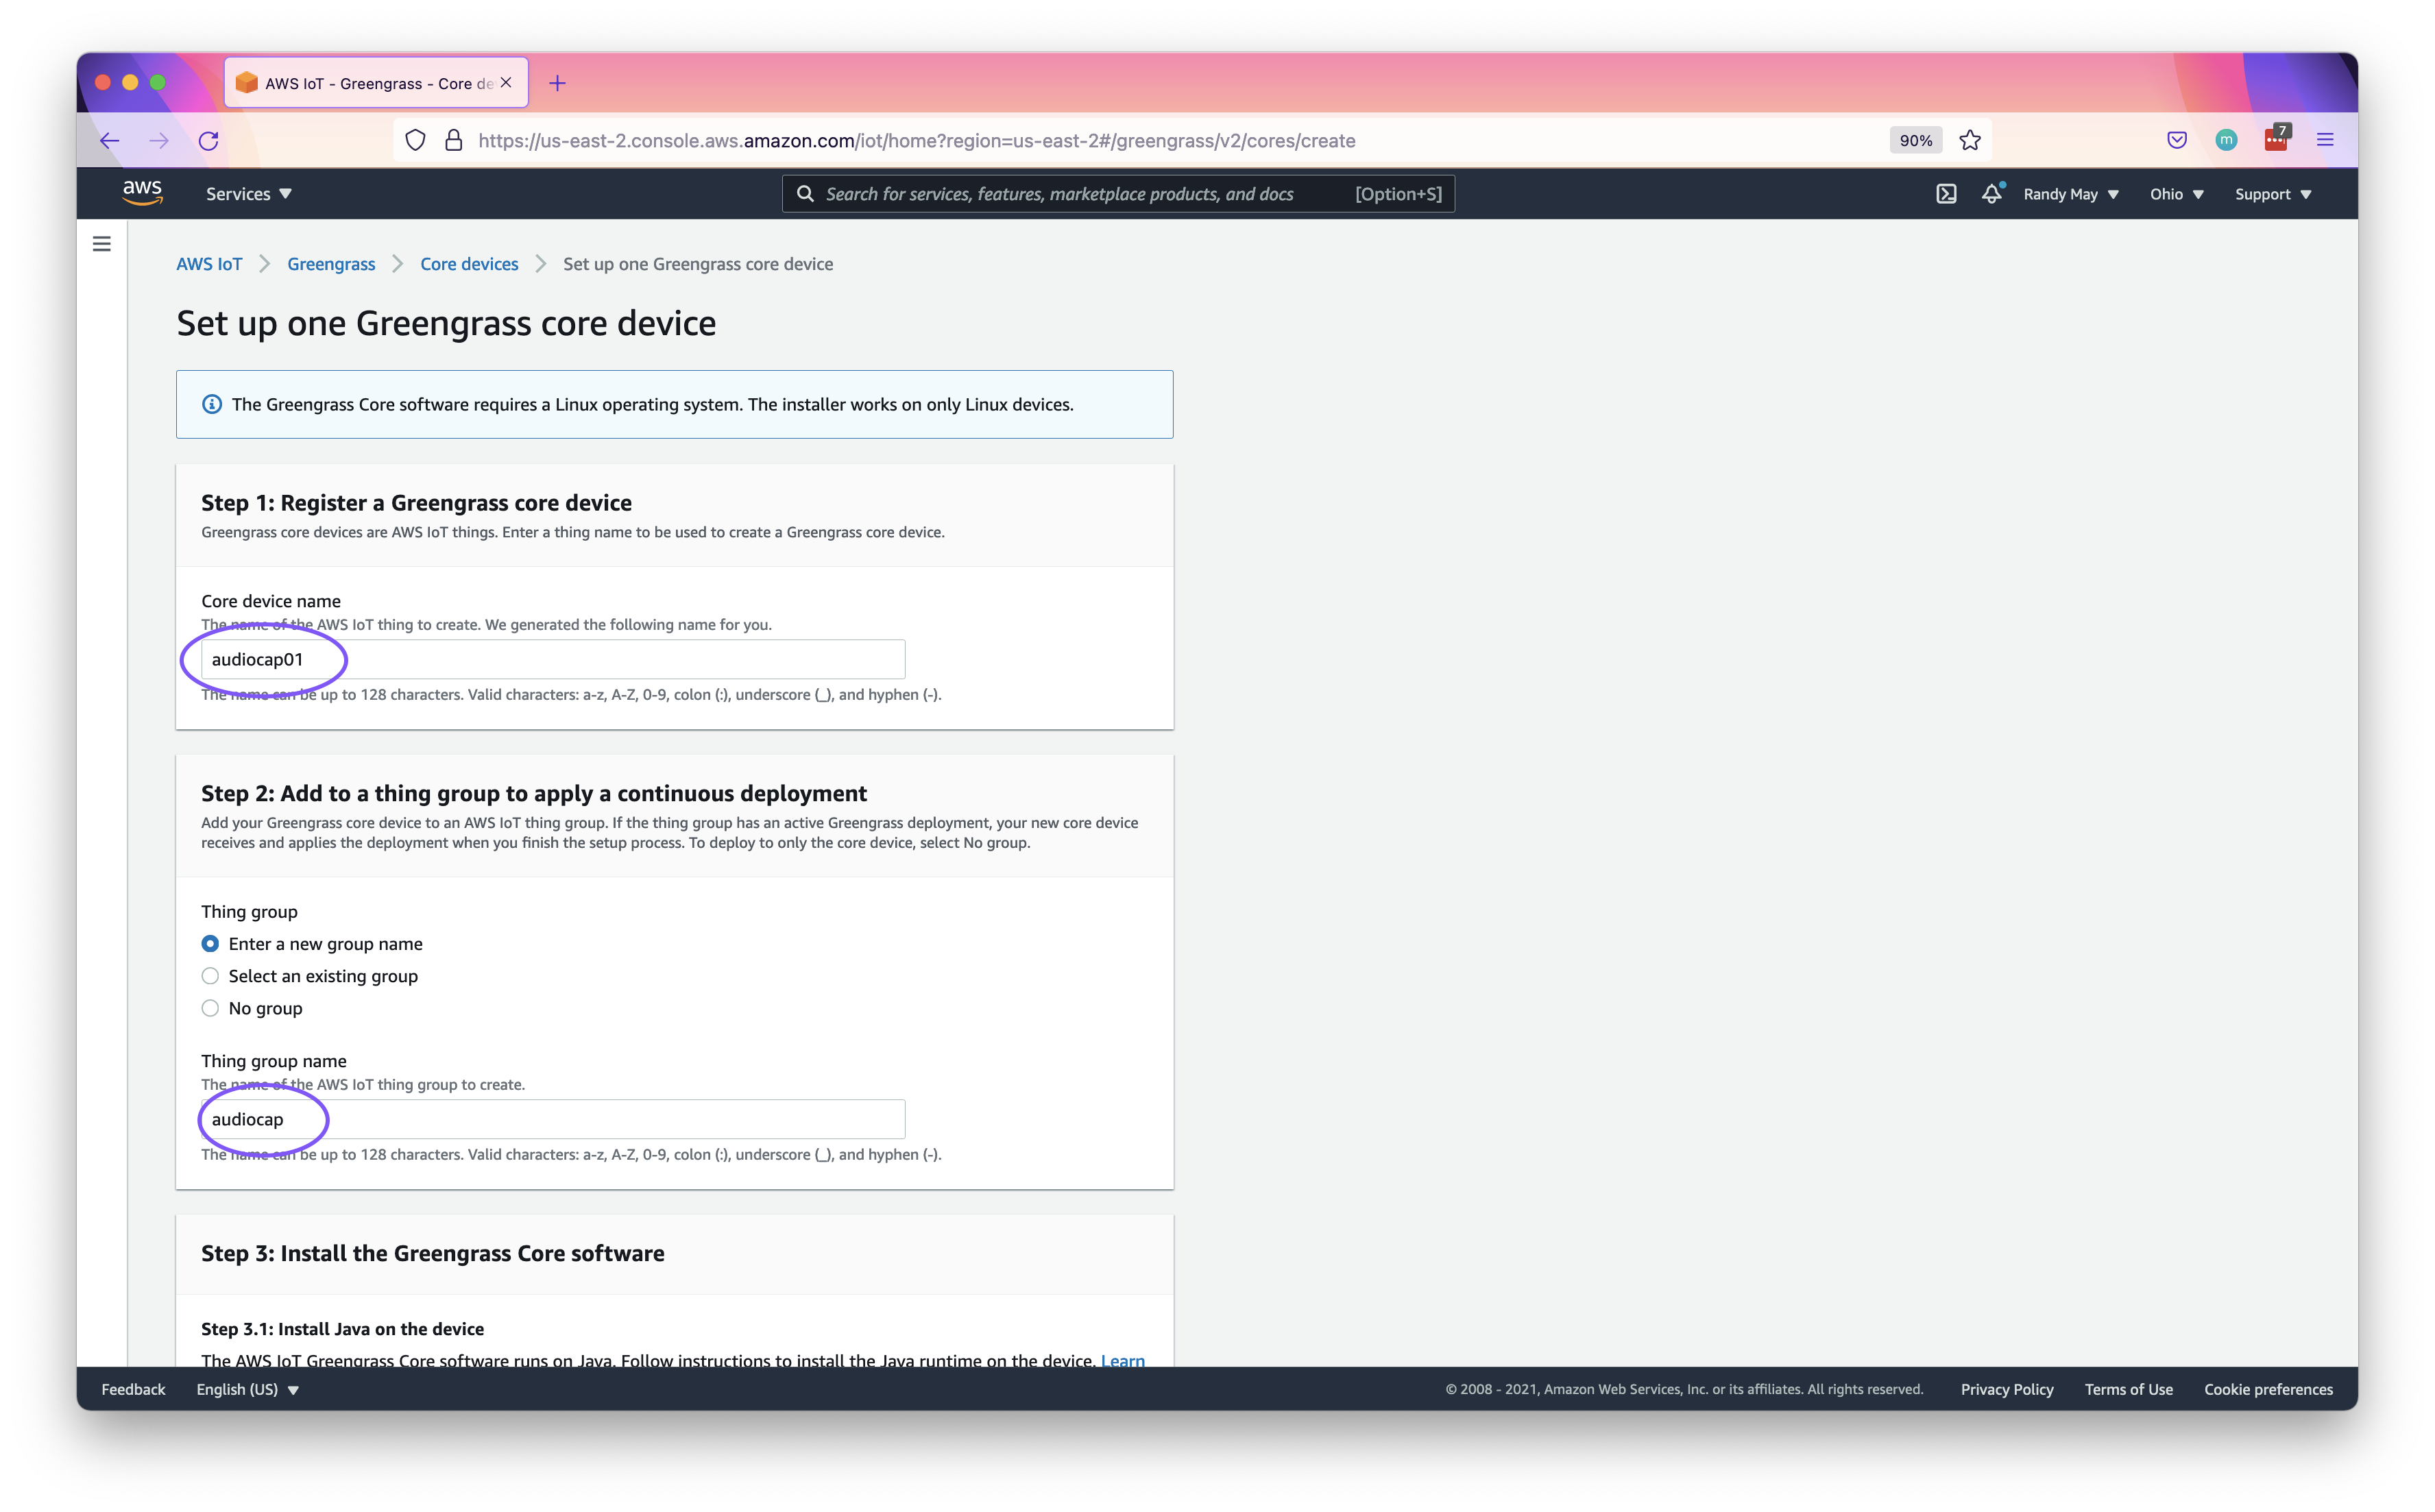 AWS IoT - Greengrass - Core de
https://us-east-2.console.aws.amazon.com/iot/home?region=us-east-2#/greengrass/v2/cores/create
90%
m
7
aws
Services
Search for services, features, marketplace products, and docs
[Option+S]
Randy May
Ohio
Support
AWS IoT > Greengrass > Core devices > Set up one Greengrass core device
Set up one Greengrass core device
The Greengrass Core software requires a Linux operating system. The installer works on only Linux devices.
Step 1: Register a Greengrass core device
Greengrass core devices are AWS IoT things. Enter a thing name to be used to create a Greengrass core device.
Core device name
The name of the AWS IoT thing to create. We generated the following name for you.
audiocap01
The name can be up to 128 characters. Valid characters: a-z, A-Z, 0-9, colon (:), underscore (_), and hyphen (-).
Step 2: Add to a thing group to apply a continuous deployment
Add your Greengrass core device to an AWS IoT thing group. If the thing group has an active Greengrass deployment, your new core device
receives and applies the deployment when you finish the setup process. To deploy to only the core device, select No group.
Thing group
Enter a new group name
Select an existing group
No group
Thing group name
The name of the AWS IoT thing group to create.
audiocap
The name can be up to 128 characters. Valid characters: a-z, A-Z, 0-9, colon (:), underscore (_), and hyphen (-).
Step 3: Install the Greengrass Core software
Step 3.1: Install Java on the device
The AWS IoT Greengrass Core software runs on Java. Follow instructions to install the Java runtime on the device. Learn
Feedback
English (US)
© 2008 - 2021, Amazon Web Services, Inc. or its affiliates. All rights reserved.
Privacy Policy
Terms of Use
Cookie preferences